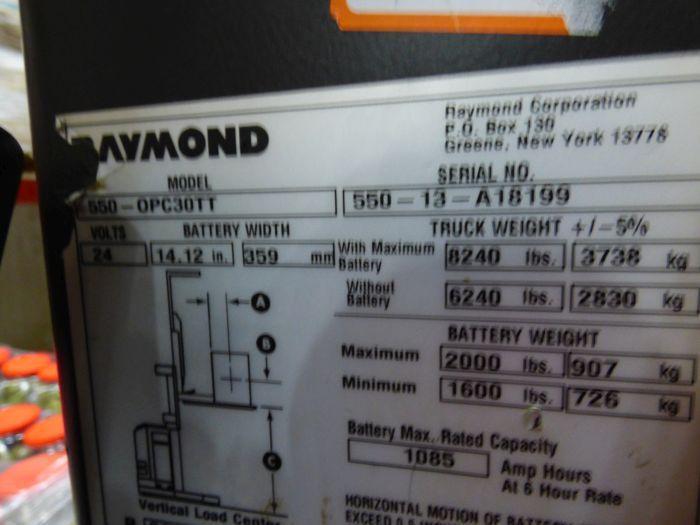 RAYMOND
Raymond Corporation
P.O. Box 130
Greene, New York 13778
MODEL
SERIAL NO.
550-OPC30TT
550-13-A18199
VOLTS
BATTERY WIDTH
TRUCK WEIGHT +/-5%
24
14.12 in.
359 mm
With Maximum Battery
8240 lbs.
3738 kg
Without Battery
6240 lbs.
2830 kg
A
B
C
BATTERY WEIGHT
Maximum
2000 lbs.
907 kg
Minimum
1600 lbs.
726 kg
Battery Max. Rated Capacity
1085
Amp Hours
At 6 Hour Rate
Vertical Load Center
HORIZONTAL MOTION OF BATTERY
EXCEED 0.5